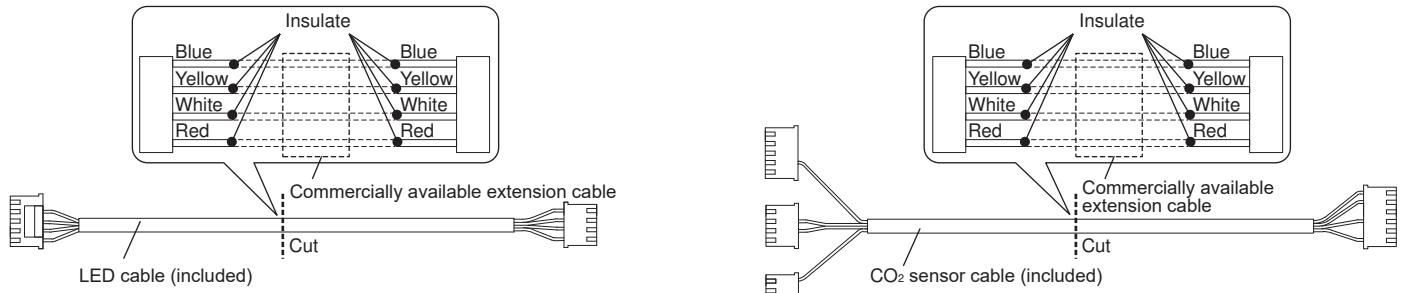 Insulate
Blue Blue
Yellow Yellow
White White
Red Red
Commercially available extension cable
Cut
LED cable (included)
Insulate
Blue Blue
Yellow Yellow
White White
Red Red
Commercially available
extension cable
Cut
CO₂ sensor cable (included)